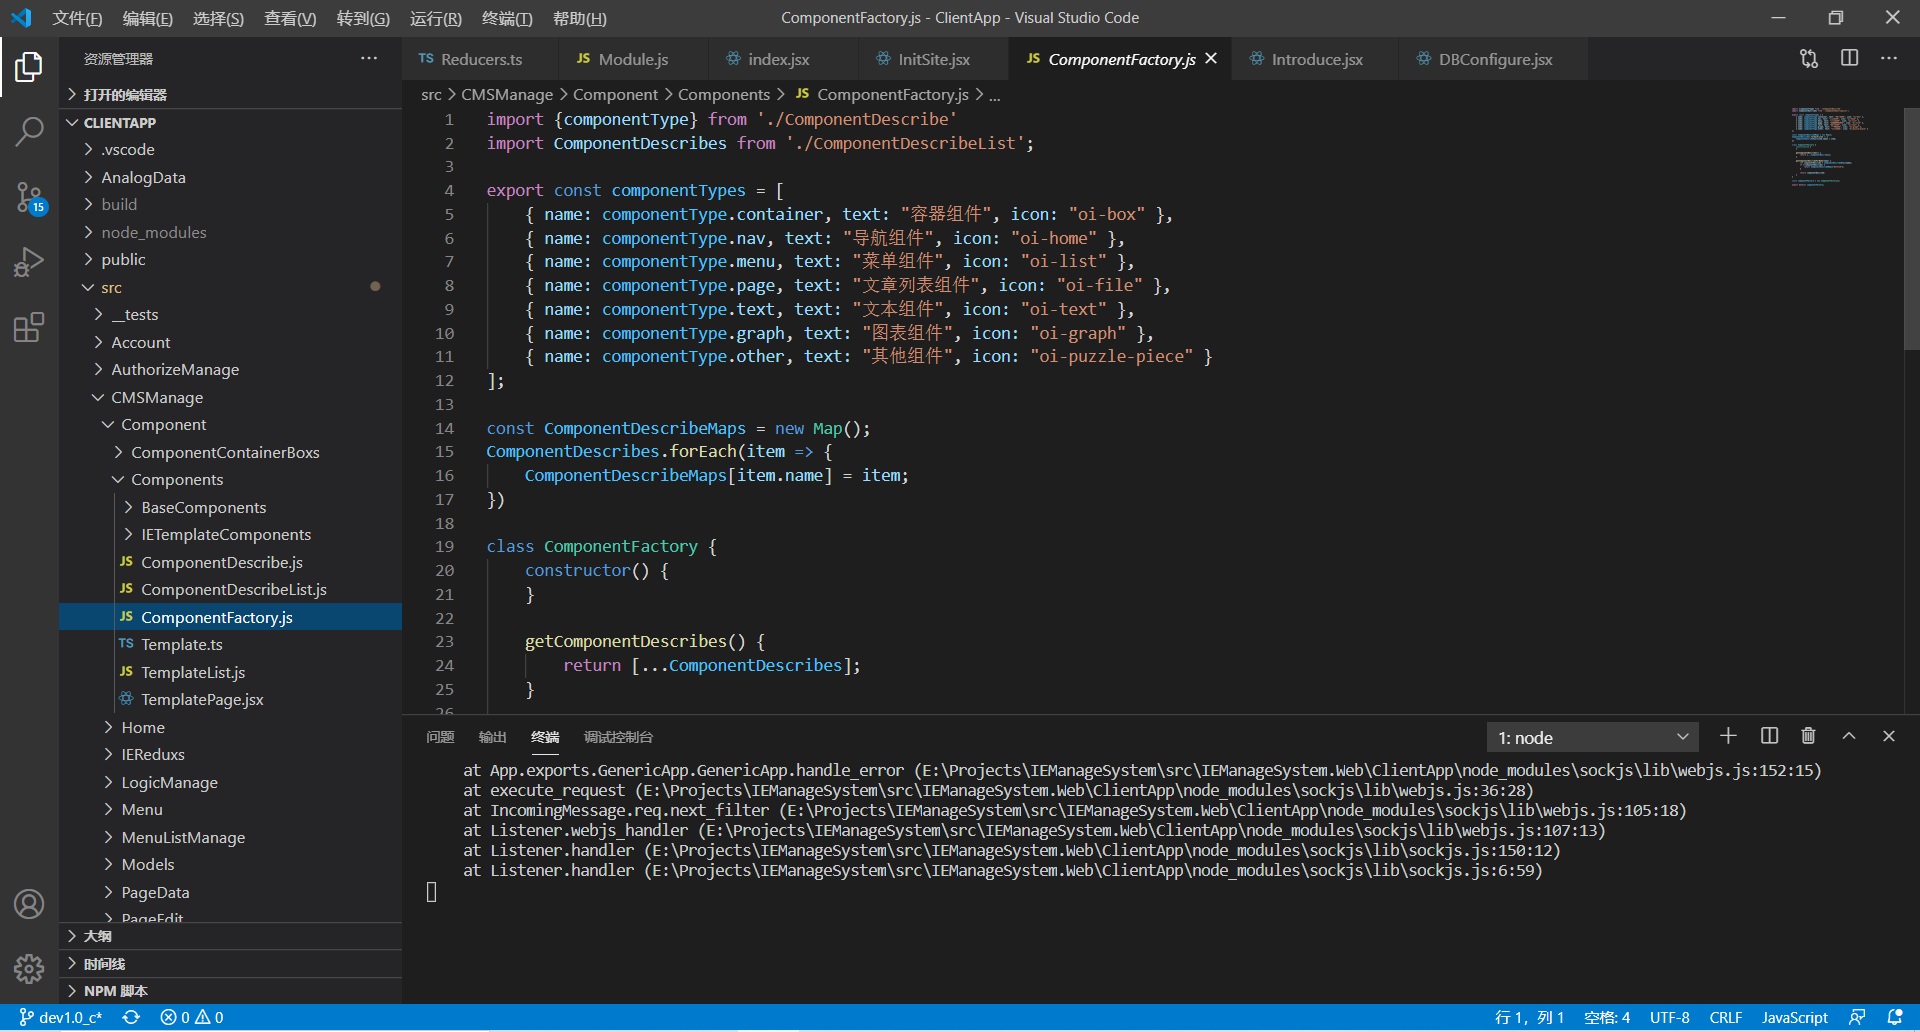 文件(F) 编辑(E) 选择(S) 查看(V) 转到(G) 运行(R) 终端(T) 帮助(H)
ComponentFactory.js - ClientApp - Visual Studio Code
资源管理器
打开的编辑器
CLIENTAPP
.vscode
AnalogData
build
node_modules
public
src
__tests
Account
AuthorizeManage
CMSManage
Component
ComponentContainerBoxs
Components
BaseComponents
IETemplateComponents
JS ComponentDescribe.js
JS ComponentDescribeList.js
JS ComponentFactory.js
TS Template.ts
JS TemplateList.js
TemplatePage.jsx
Home
IEReduxs
LogicManage
Menu
MenuListManage
Models
PageData
PageEdit
大纲
时间线
NPM 脚本
15
TS Reducers.ts
JS Module.js
index.jsx
InitSite.jsx
JS ComponentFactory.js
Introduce.jsx
DBConfigure.jsx
src > CMSManage > Component > Components > JS ComponentFactory.js > ...
1 import {componentType} from './ComponentDescribe'
2 import ComponentDescribes from './ComponentDescribeList';
3
4 export const componentTypes = [
5 { name: componentType.container, text: "容器组件", icon: "oi-box" },
6 { name: componentType.nav, text: "导航组件", icon: "oi-home" },
7 { name: componentType.menu, text: "菜单组件", icon: "oi-list" },
8 { name: componentType.page, text: "文章列表组件", icon: "oi-file" },
9 { name: componentType.text, text: "文本组件", icon: "oi-text" },
10 { name: componentType.graph, text: "图表组件", icon: "oi-graph" },
11 { name: componentType.other, text: "其他组件", icon: "oi-puzzle-piece" }
12 ];
13
14 const ComponentDescribeMaps = new Map();
15 ComponentDescribes.forEach(item => {
16 ComponentDescribeMaps[item.name] = item;
17 })
18
19 class ComponentFactory {
20 constructor() {
21 }
22
23 getComponentDescribes() {
24 return [...ComponentDescribes];
25 }
26
问题 输出 终端 调试控制台
1: node
at App.exports.GenericApp.GenericApp.handle_error (E:\Projects\IEManageSystem\src\IEManageSystem.Web\ClientApp\node_modules\sockjs\lib\webjs.js:152:15)
at execute_request (E:\Projects\IEManageSystem\src\IEManageSystem.Web\ClientApp\node_modules\sockjs\lib\webjs.js:36:28)
at IncomingMessage.req.next_filter (E:\Projects\IEManageSystem\src\IEManageSystem.Web\ClientApp\node_modules\sockjs\lib\webjs.js:105:18)
at Listener.webjs_handler (E:\Projects\IEManageSystem\src\IEManageSystem.Web\ClientApp\node_modules\sockjs\lib\webjs.js:107:13)
at Listener.handler (E:\Projects\IEManageSystem\src\IEManageSystem.Web\ClientApp\node_modules\sockjs\lib\sockjs.js:150:12)
at Listener.handler (E:\Projects\IEManageSystem\src\IEManageSystem.Web\ClientApp\node_modules\sockjs\lib\sockjs.js:6:59)
dev1.0_c* 0 0
行 1，列 1 空格: 4 UTF-8 CRLF JavaScript